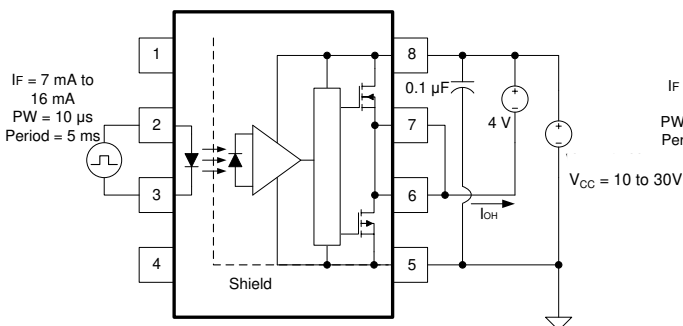 IF = 7 mA to
16 mA
PW = 10 µs
Period = 5 ms
1
2
3
4
Shield
8
7
6
5
0.1 µF
4 V
IOH
VCC = 10 to 30V
IF
PW
Per